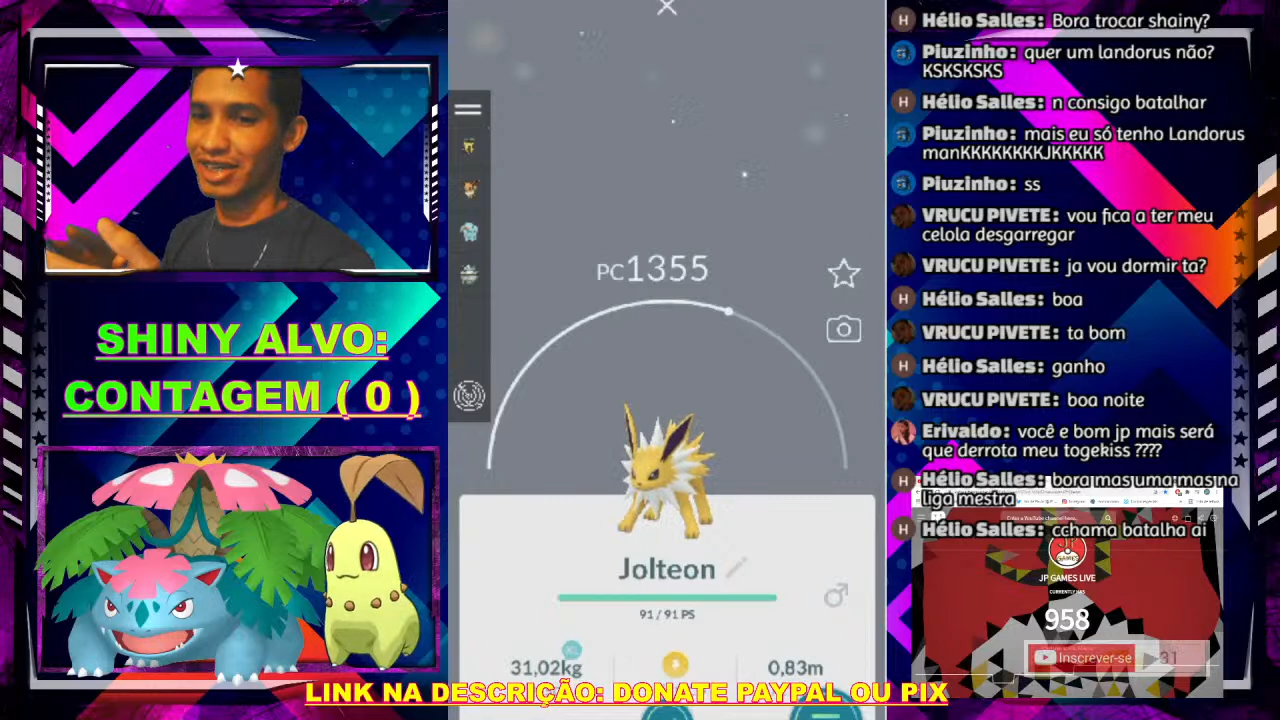 SHINY ALVO:
CONTAGEM ( 0 )
PC1355
Jolteon
91 / 91 PS
XL
31,02kg
0,83m
Hélio Salles: Bora trocar shainy?
Piuzinho: quer um landorus não?
KSKSKSKS
Hélio Salles: n consigo batalhar
Piuzinho: mais eu só tenho Landorus
manKKKKKKKKJKKKKK
Piuzinho: ss
VRUCU PIVETE: vou fica a ter meu
celola desgarregar
VRUCU PIVETE: ja vou dormir ta?
Hélio Salles: boa
VRUCU PIVETE: ta bom
Hélio Salles: ganho
VRUCU PIVETE: boa noite
Erivaldo: você e bom jp mais será
que derrota meu togekiss ????
Hélio Salles: bora mas uma mas na
liga mestra
Hélio Salles: cchama batalha ai
JP GAMES LIVE
CURRENTLY HAS
958
Inscrever-se
31
LINK NA DESCRIÇÃO: DONATE PAYPAL OU PIX